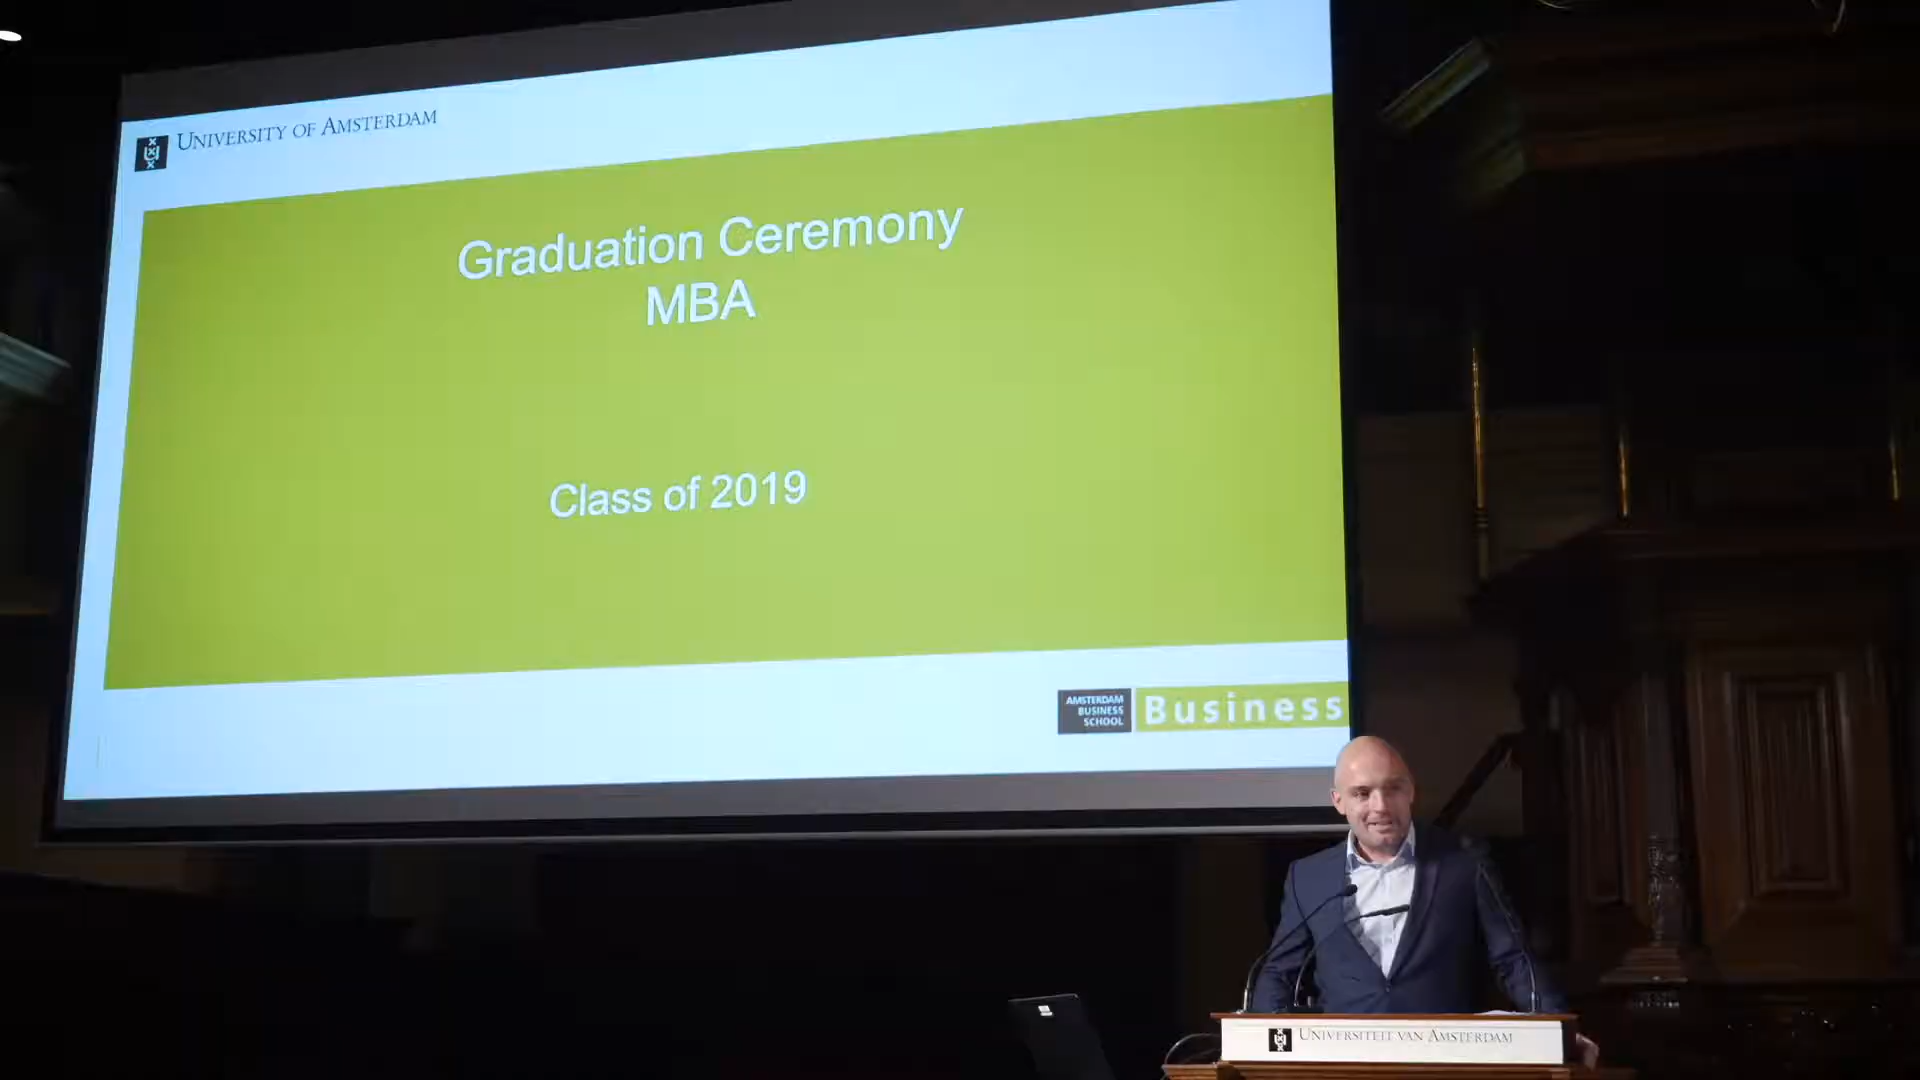 UNIVERSITY OF AMSTERDAM
Graduation Ceremony
MBA
Class of 2019
AMSTERDAM
BUSINESS
SCHOOL
Business
UNIVERSITEIT VAN AMSTERDAM